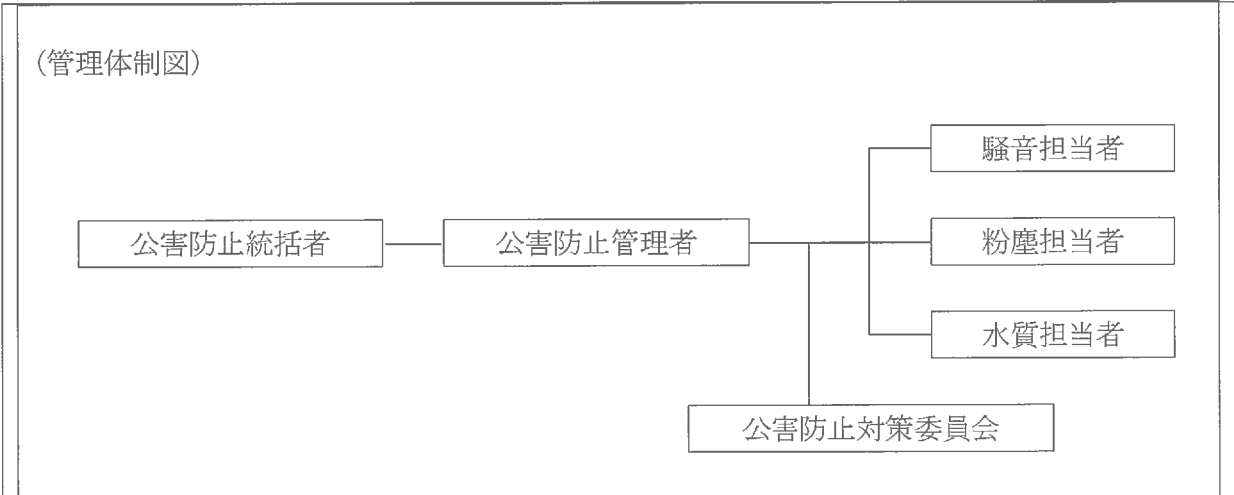 (管理体制図)
騒音担当者
公害防止統括者
公害防止管理者
粉塵担当者
水質担当者
公害防止対策委員会